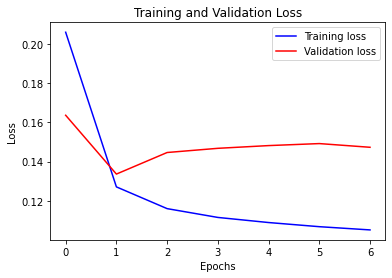 Training and Validation Loss
Training loss
Validation loss
0.20
0.18
0.16
0.14
0.12
Loss
0 1 2 3 4 5 6
Epochs